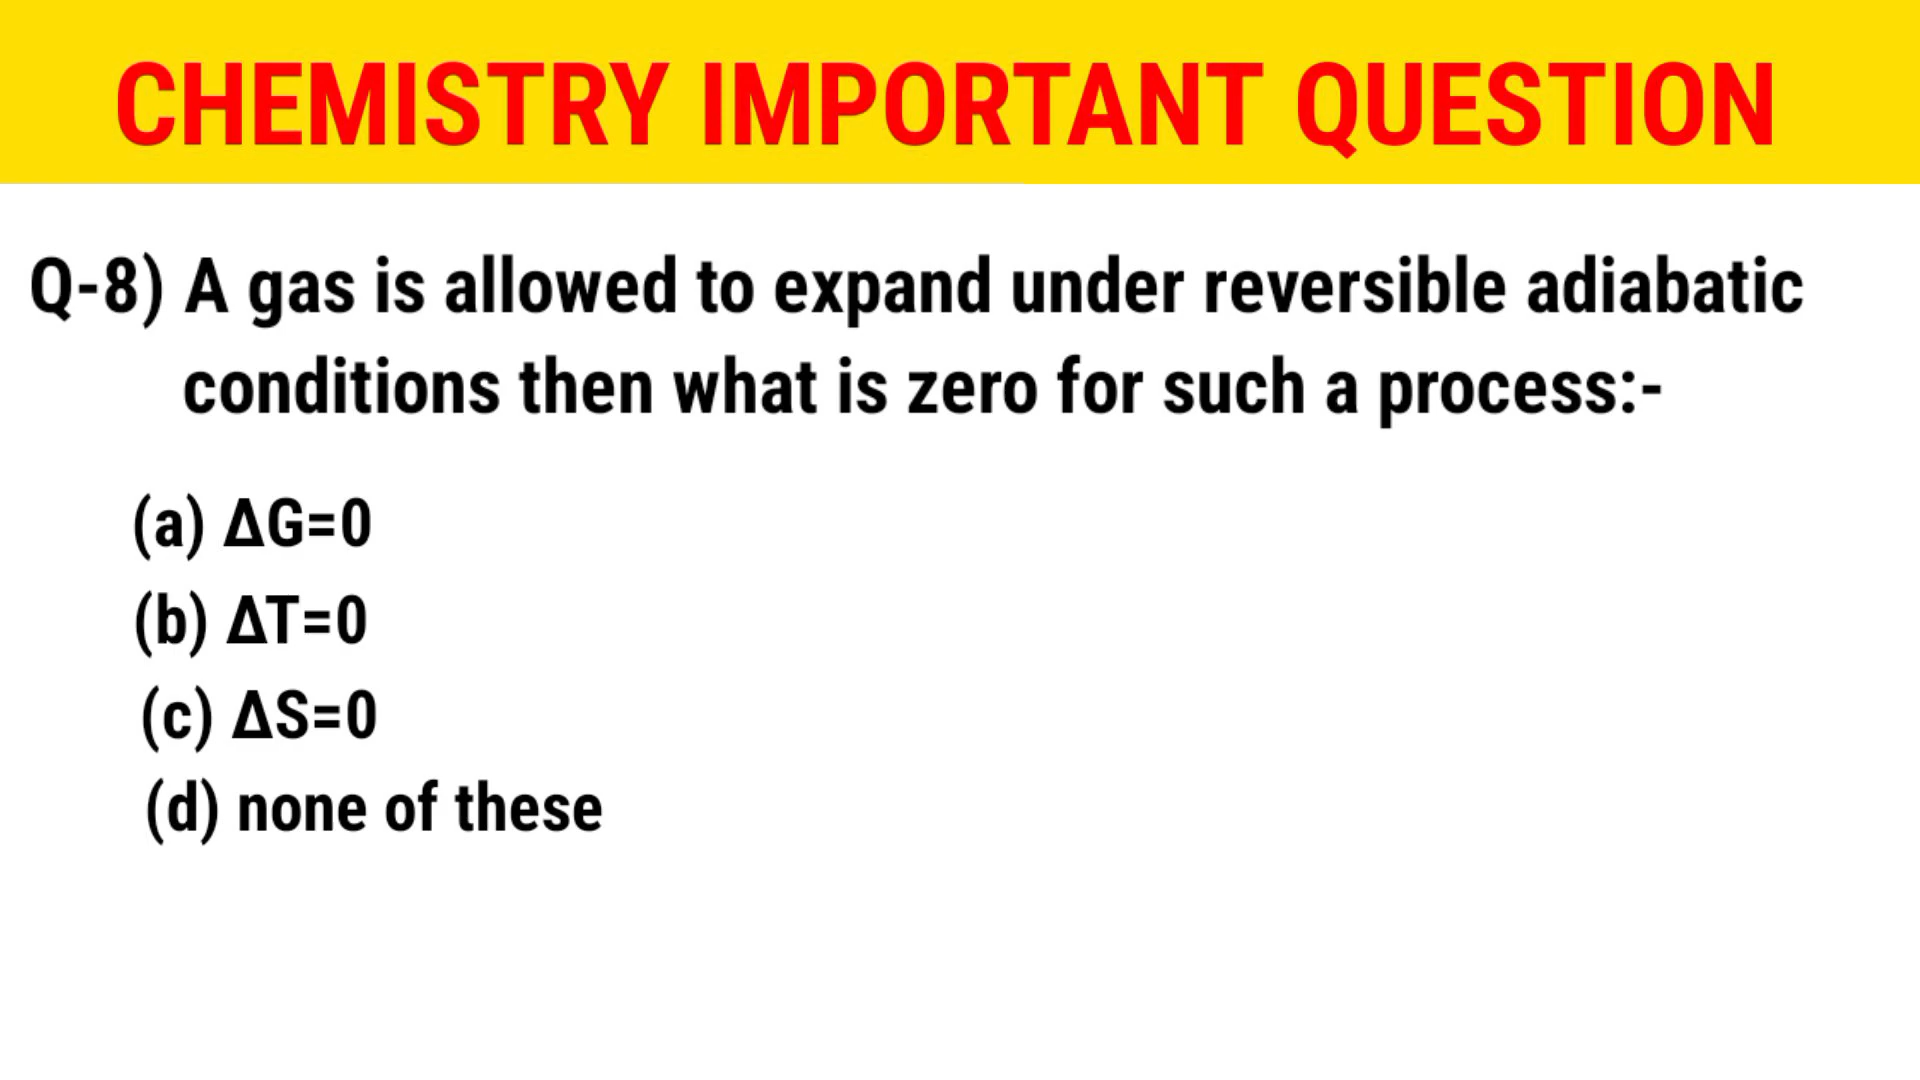 CHEMISTRY IMPORTANT QUESTION
Q-8) A gas is allowed to expand under reversible adiabatic
conditions then what is zero for such a process:-
(a) ΔG=0
(b) ΔT=0
(c) ΔS=0
(d) none of these